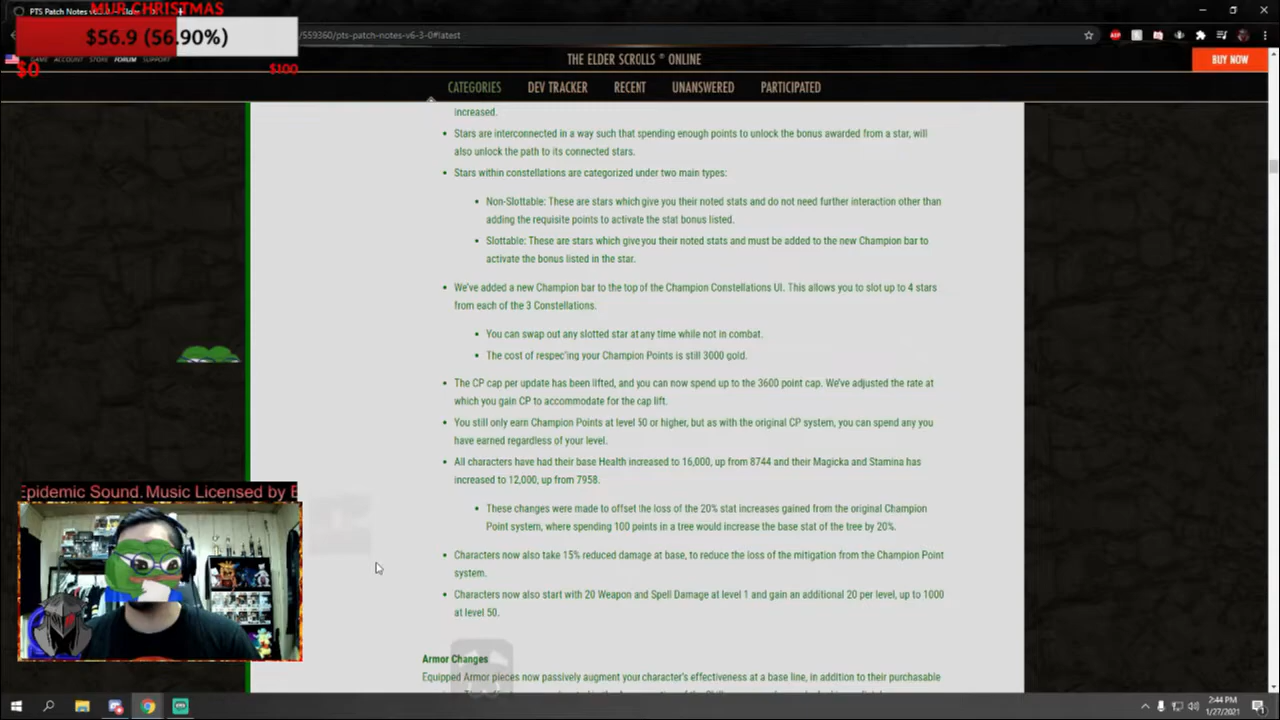 PTS Patch Notes v6.3.0
MUB CHRISTMAS
$56.9 (56.90%)
$0
$100
/559360/pts-patch-notes-v6-3-0#latest
GAME ACCOUNT STORE FORUM SUPPORT
THE ELDER SCROLLS ® ONLINE
BUY NOW
CATEGORIES DEV TRACKER RECENT UNANSWERED PARTICIPATED
increased.
• Stars are interconnected in a way such that spending enough points to unlock the bonus awarded from a star, will
also unlock the path to its connected stars.
• Stars within constellations are categorized under two main types:
• Non-Slottable: These are stars which give you their noted stats and do not need further interaction other than
adding the requisite points to activate the stat bonus listed.
• Slottable: These are stars which give you their noted stats and must be added to the new Champion bar to
activate the bonus listed in the star.
• We've added a new Champion bar to the top of the Champion Constellations UI. This allows you to slot up to 4 stars
from each of the 3 Constellations.
• You can swap out any slotted star at any time while not in combat.
• The cost of respec'ing your Champion Points is still 3000 gold.
• The CP cap per update has been lifted, and you can now spend up to the 3600 point cap. We've adjusted the rate at
which you gain CP to accommodate for the cap lift.
• You still only earn Champion Points at level 50 or higher, but as with the original CP system, you can spend any you
have earned regardless of your level.
• All characters have had their base Health increased to 16,000, up from 8744 and their Magicka and Stamina has
increased to 12,000, up from 7958.
• These changes were made to offset the loss of the 20% stat increases gained from the original Champion
Point system, where spending 100 points in a tree would increase the base stat of the tree by 20%.
• Characters now also take 15% reduced damage at base, to reduce the loss of the mitigation from the Champion Point
system.
• Characters now also start with 20 Weapon and Spell Damage at level 1 and gain an additional 20 per level, up to 1000
at level 50.
Epidemic Sound. Music Licensed by E
Armor Changes
Equipped Armor pieces now passively augment your character's effectiveness at a base line, in addition to their purchasable
2:44 PM
1/27/2021